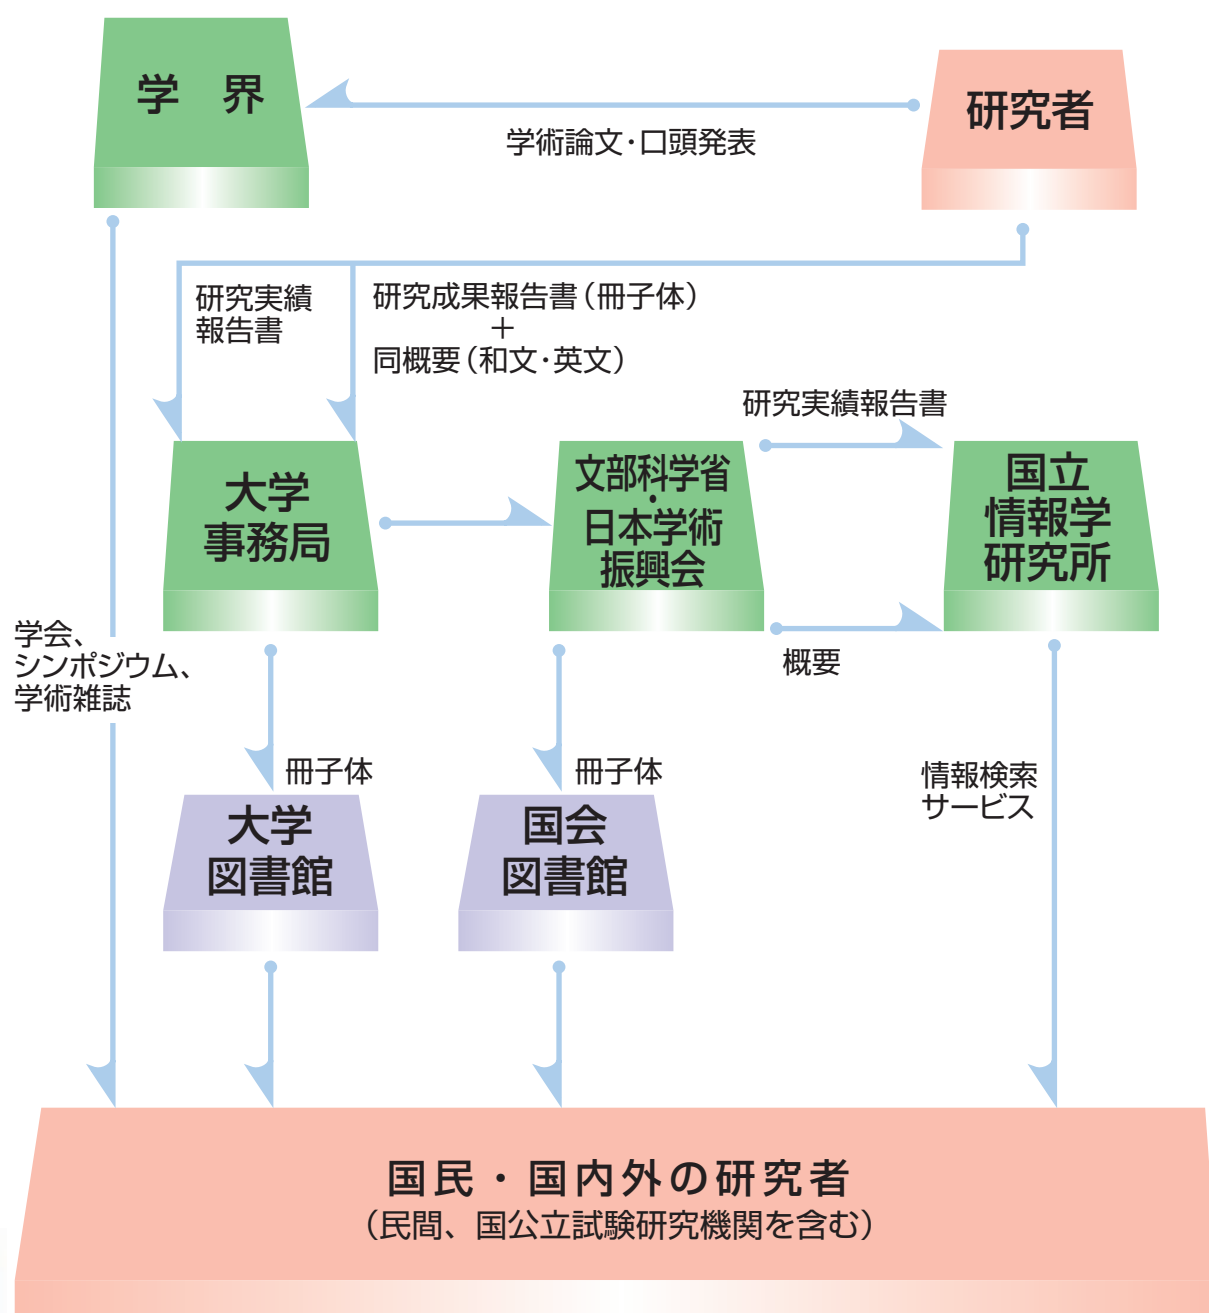 学　界
研究者
学術論文・口頭発表
研究実績
報告書
研究成果報告書（冊子体）
＋
同概要（和文・英文）
研究実績報告書
大学
事務局
文部科学省
・
日本学術
振興会
国立
情報学
研究所
概要
学会、
シンポジウム、
学術雑誌
冊子体
冊子体
情報検索
サービス
大学
図書館
国会
図書館
国民・国内外の研究者
（民間、国公立試験研究機関を含む）